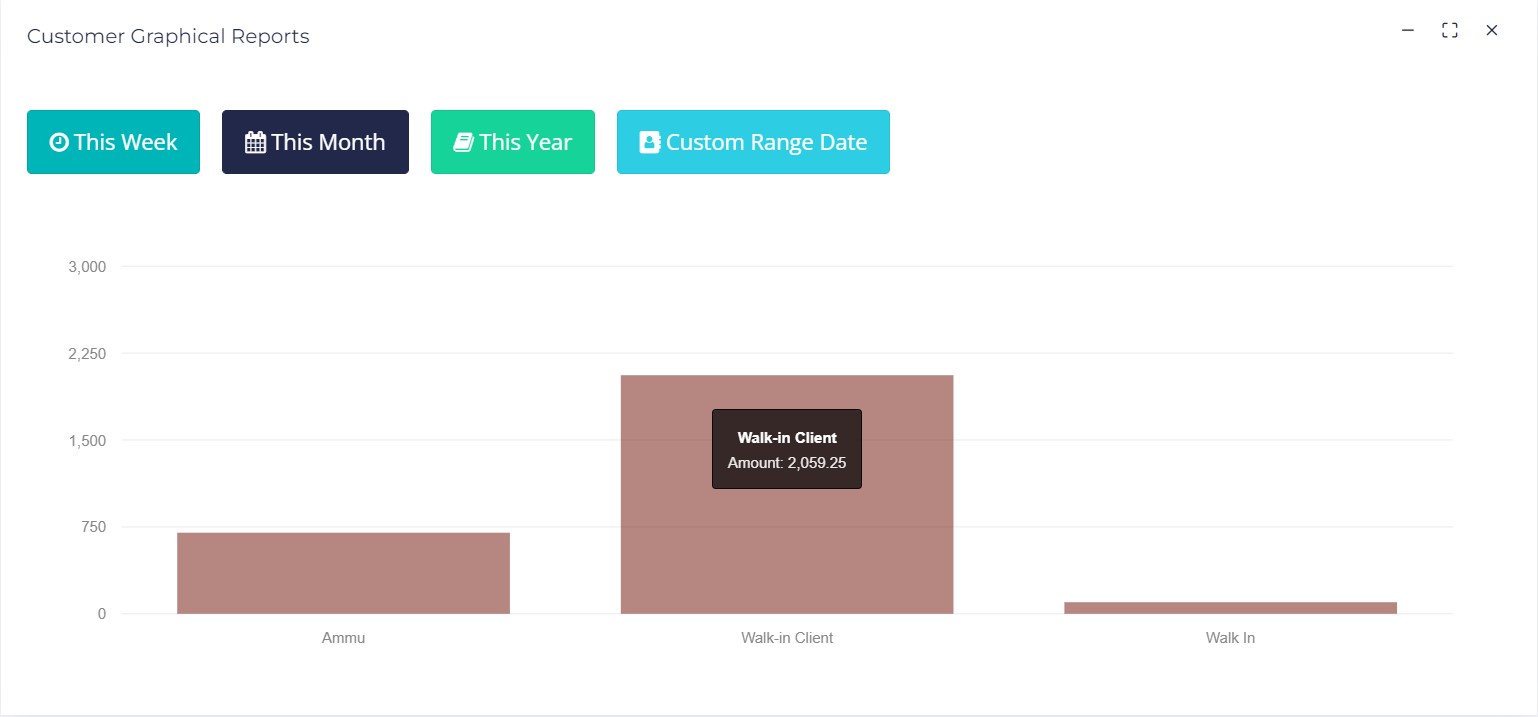 Customer Graphical Reports
This Week
This Month
This Year
Custom Range Date
3,000
2,250
1,500
750
0
Walk-in Client
Amount: 2,059.25
Ammu
Walk-in Client
Walk In